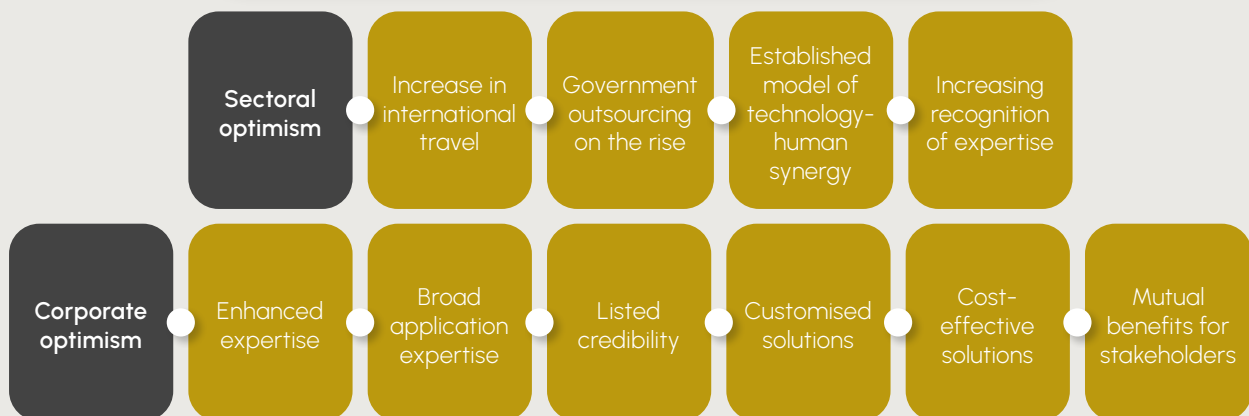 Sectoral
optimism
Increase in
international
travel
Government
outsourcing
on the rise
Established
model of
technology-
human
synergy
Increasing
recognition
of expertise
Corporate
optimism
Enhanced
expertise
Broad
application
expertise
Listed
credibility
Customised
solutions
Cost-
effective
solutions
Mutual
benefits for
stakeholders